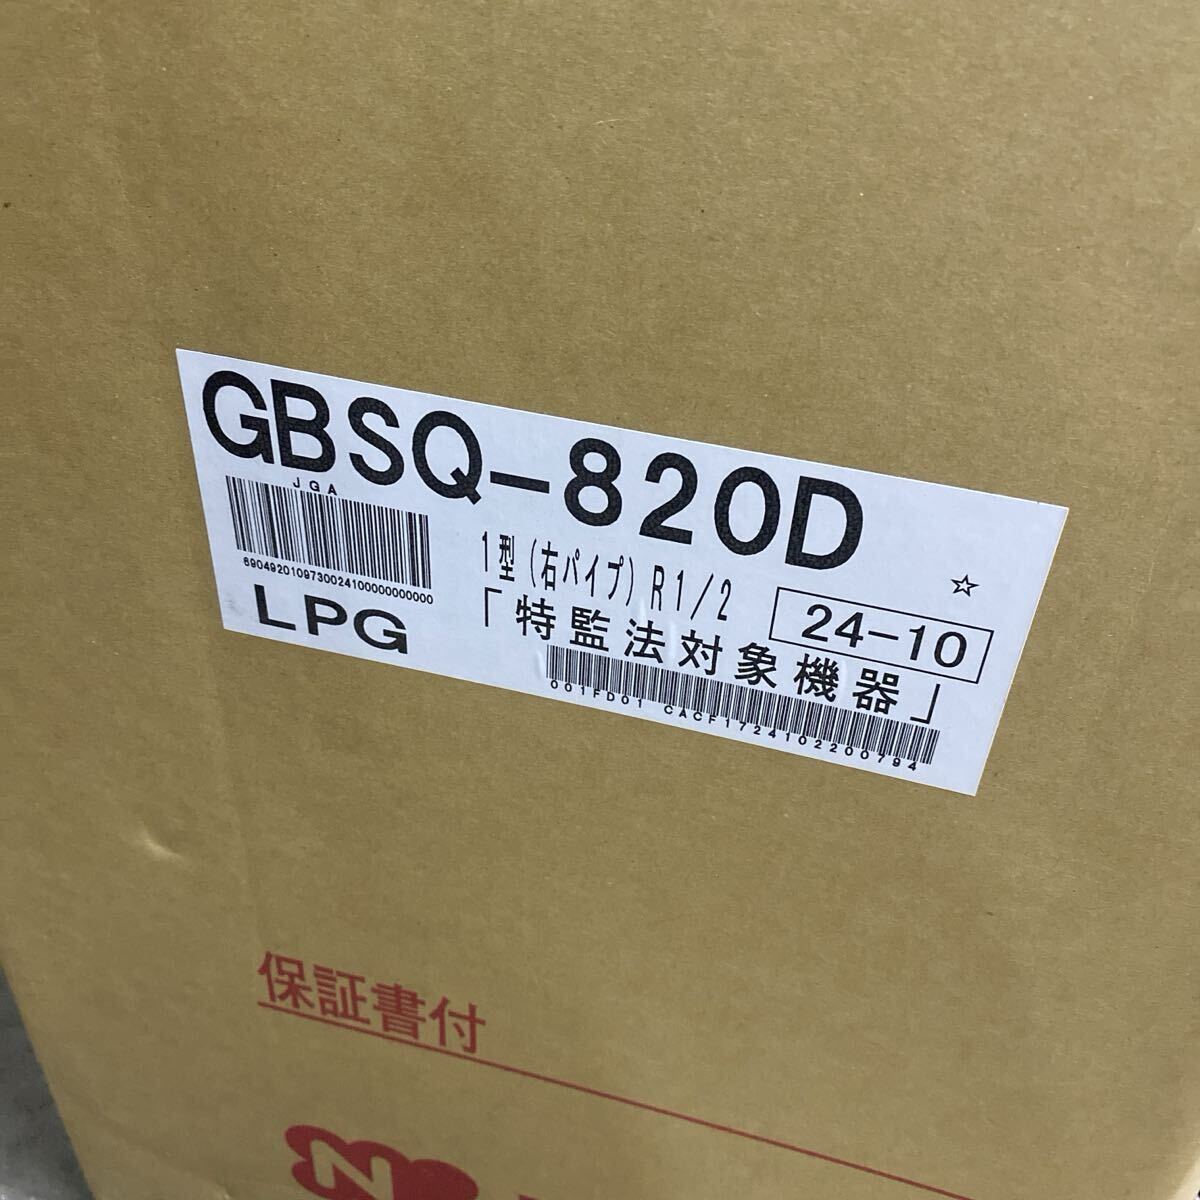 GBSQ-820D
JGA
6904920109730024100000000000
1型(右パイプ)R1/2
☆
24-10
LPG
「特監法対象機器」
001FD01 CACF1724102200794
保証書付
N